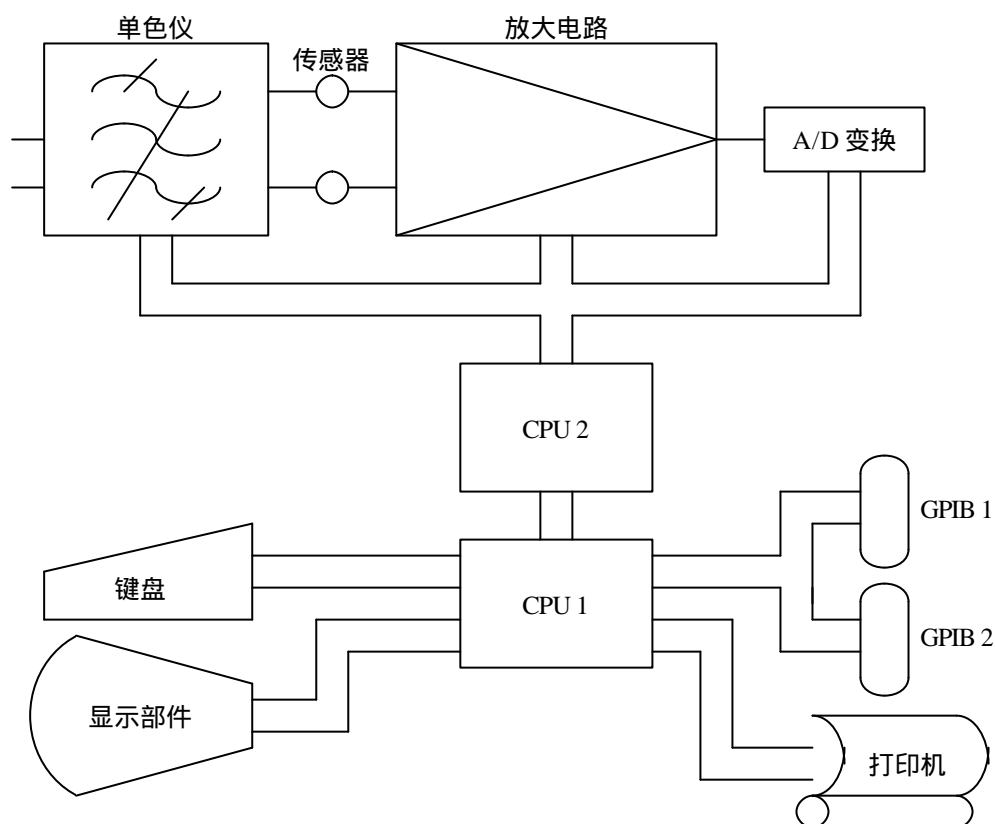 单色仪
放大电路
传感器
A/D 变换
CPU 2
GPIB 1
键盘
CPU 1
GPIB 2
显示部件
打印机